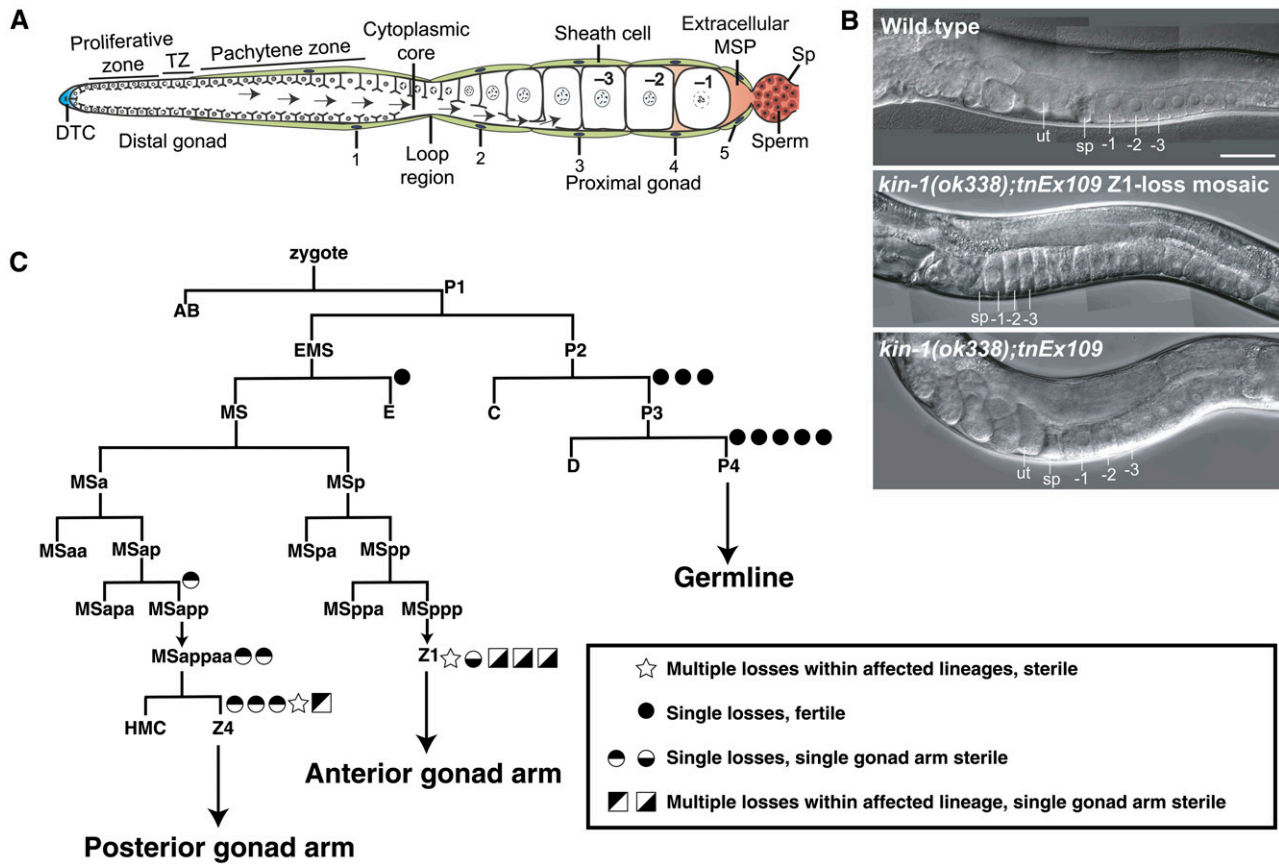 A
Proliferative
zone
TZ
Pachytene zone
Cytoplasmic
core
Sheath cell
Extracellular
MSP
Sp
–3
–2
–1
DTC
Distal gonad
1
Loop
region
2
3
Proximal gonad
4
5
Sperm
B
Wild type
ut
sp
-1
-2
-3
kin-1(ok338);tnEx109 Z1-loss mosaic
sp
-1
-2
-3
kin-1(ok338);tnEx109
ut
sp
-1
-2
-3
C
zygote
AB
P1
EMS
P2
MS
E
C
P3
D
P4
MSa
MSp
Germline
MSaa
MSap
MSpa
MSpp
MSapa
MSapp
MSppa
MSppp
MSappaa
Z1
HMC
Z4
Anterior gonad arm
Posterior gonad arm
Multiple losses within affected lineages, sterile
Single losses, fertile
Single losses, single gonad arm sterile
Multiple losses within affected lineage, single gonad arm sterile